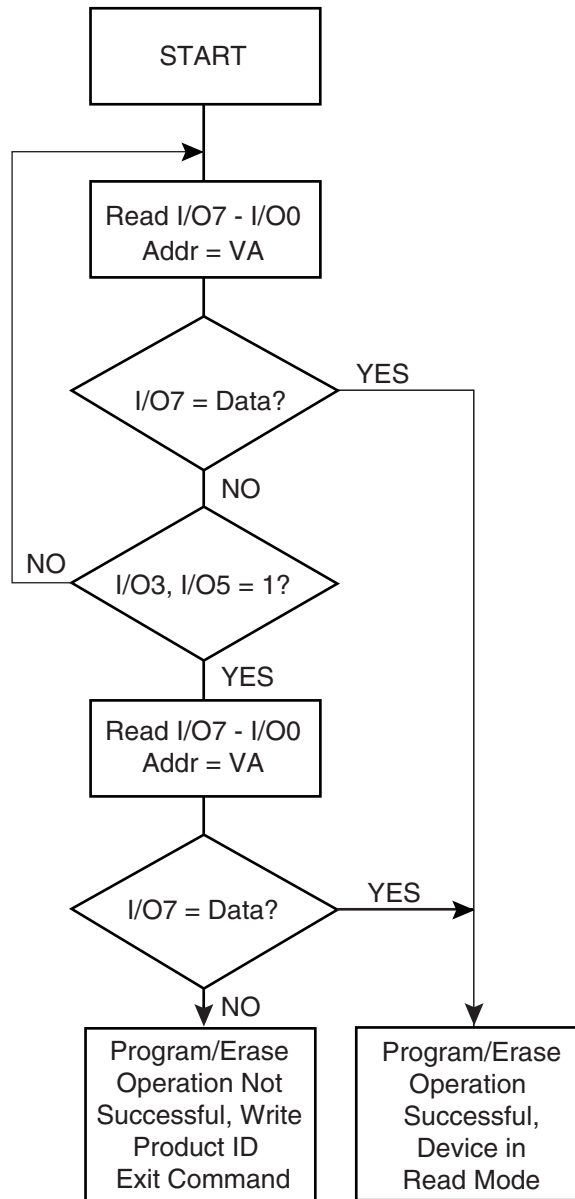 START
Read I/O7 - I/O0
Addr = VA
I/O7 = Data?
YES
NO
NO
I/O3, I/O5 = 1?
YES
Read I/O7 - I/O0
Addr = VA
I/O7 = Data?
YES
NO
Program/Erase
Operation Not
Successful, Write
Product ID
Exit Command
Program/Erase
Operation
Successful,
Device in
Read Mode